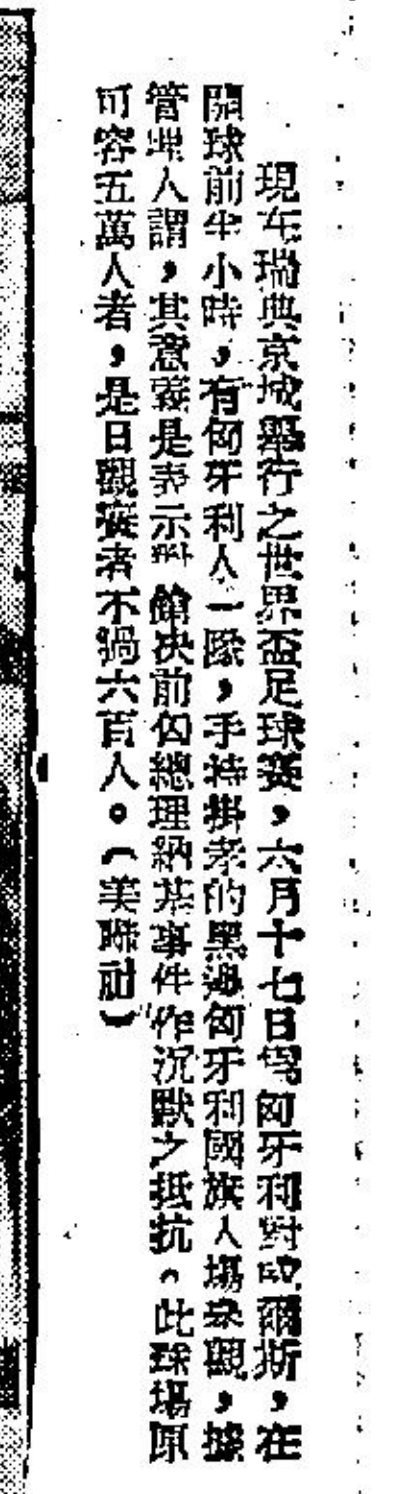 現在瑞典京城舉行之世界盃足球賽，六月十七日為匈牙利對威爾斯，在
開球前半小時，有匈牙利人一隊，手持掛孝的黑邊匈牙利國旗入場參觀，據
管理人謂，其意義是表示對鎗決前匈總理納基事件作沉默之抵抗。此球場原
可容五萬人者，是日觀賽者不過六百人。（美聯社）